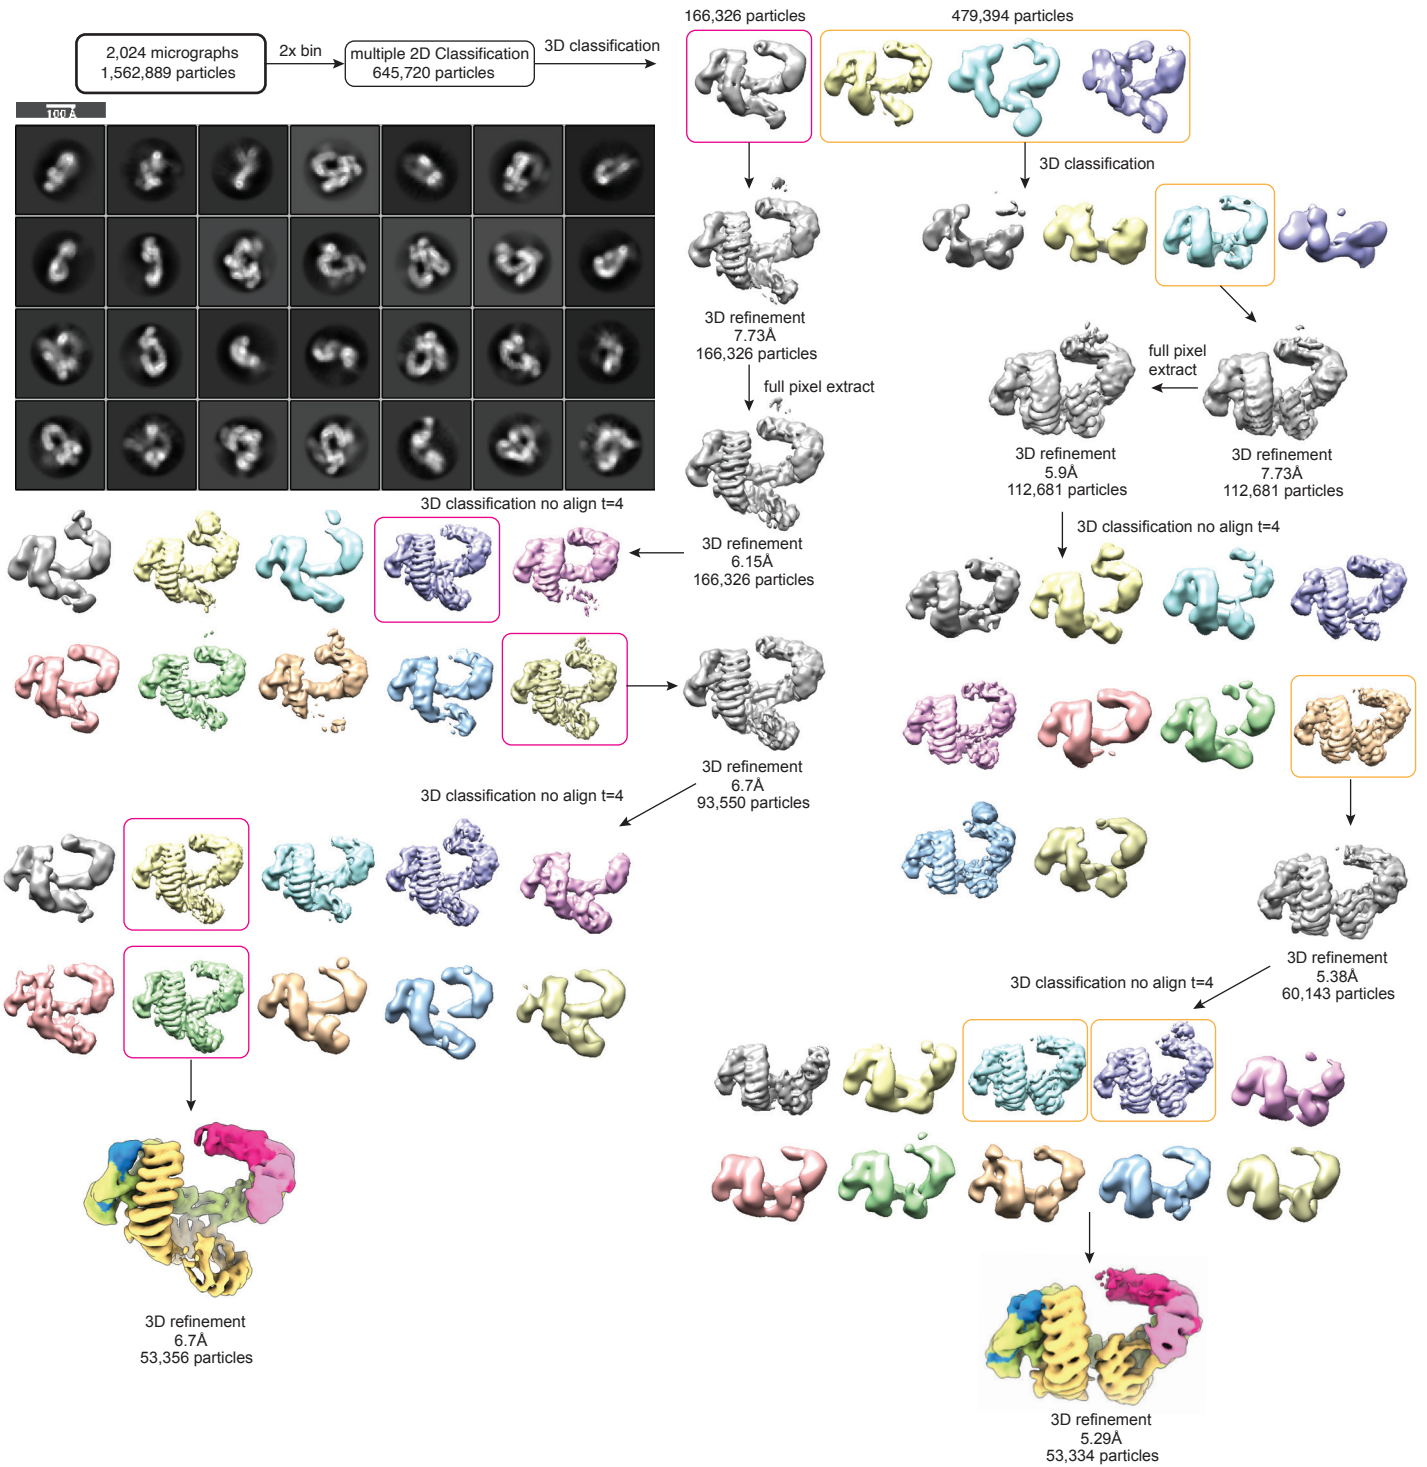 166,326 particles
479,394 particles
2,024 micrographs
1,562,889 particles
2x bin
multiple 2D Classification
645,720 particles
3D classification
100 Å
3D classification
3D refinement
7.73Å
166,326 particles
full pixel extract
full pixel
extract
3D refinement
5.9Å
112,681 particles
3D refinement
7.73Å
112,681 particles
3D classification no align t=4
3D refinement
6.15Å
166,326 particles
3D classification no align t=4
3D refinement
6.7Å
93,550 particles
3D classification no align t=4
3D refinement
5.38Å
60,143 particles
3D classification no align t=4
3D refinement
6.7Å
53,356 particles
3D refinement
5.29Å
53,334 particles